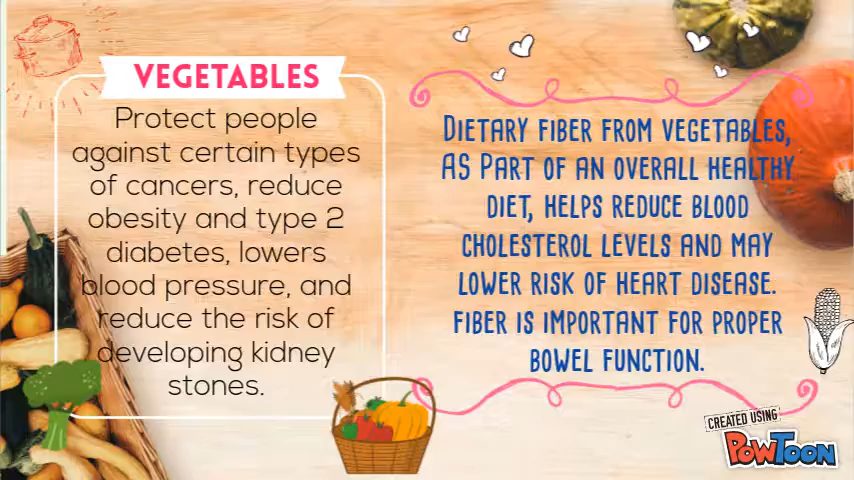 VEGETABLES
Protect people
against certain types
of cancers, reduce
obesity and type 2
diabetes, lowers
blood pressure, and
reduce the risk of
developing kidney
stones.
DIETARY FIBER FROM VEGETABLES,
AS PART OF AN OVERALL HEALTHY
DIET, HELPS REDUCE BLOOD
CHOLESTEROL LEVELS AND MAY
LOWER RISK OF HEART DISEASE.
FIBER IS IMPORTANT FOR PROPER
BOWEL FUNCTION.
CREATED USING
POWTOON